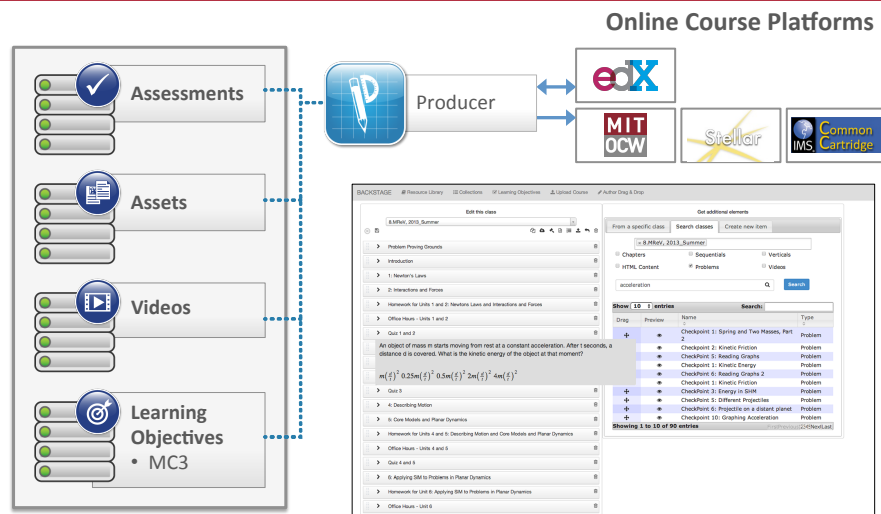 Online Course Platforms
Assessments
Assets
Videos
Learning
Objectives
• MC3
Producer
edX
MIT
OCW
Stellar
IMS Common
Cartridge
BACKSTAGE Resource Library Collections Learning Objectives Upload Course Author Drag & Drop
Edit this class
8.MReV, 2013_Summer
Problem Proving Grounds
Introduction
1: Newton's Laws
2: Interactions and Forces
Homework for Units 1 and 2: Newtons Laws and Interactions and Forces
Office Hours - Units 1 and 2
Quiz 1 and 2
An object of mass m starts moving from rest at a constant acceleration. After t seconds, a
distance d is covered. What is the kinetic energy of the object at that moment?
m(d/t)² 0.25m(d/t)² 0.5m(d/t)² 2m(d/t)² 4m(d/t)²
Quiz 3
4: Describing Motion
5: Core Models and Planar Dynamics
Homework for Units 4 and 5: Describing Motion and Core Models and Planar Dynamics
Office Hours - Units 4 and 5
Quiz 4 and 5
6: Applying SIM to Problems in Planar Dynamics
Homework for Unit 6: Applying SIM to Problems in Planar Dynamics
Office Hours - Unit 6
Get additional elements
From a specific class Search classes Create new item
× 8.MReV, 2013_Summer
Chapters Sequentials Verticals
HTML Content Problems Videos
acceleration Search
Show 10 entries Search:
Drag Preview Name Type
Checkpoint 1: Spring and Two Masses, Part
2 Problem
Checkpoint 2: Kinetic Friction Problem
CheckPoint 5: Reading Graphs Problem
Checkpoint 1: Kinetic Energy Problem
CheckPoint 6: Reading Graphs 2 Problem
Checkpoint 1: Kinetic Friction Problem
CheckPoint 3: Energy in SHM Problem
CheckPoint 5: Different Projectiles Problem
CheckPoint 6: Projectile on a distant planet Problem
Checkpoint 10: Graphing Acceleration Problem
Showing 1 to 10 of 90 entries NextLast